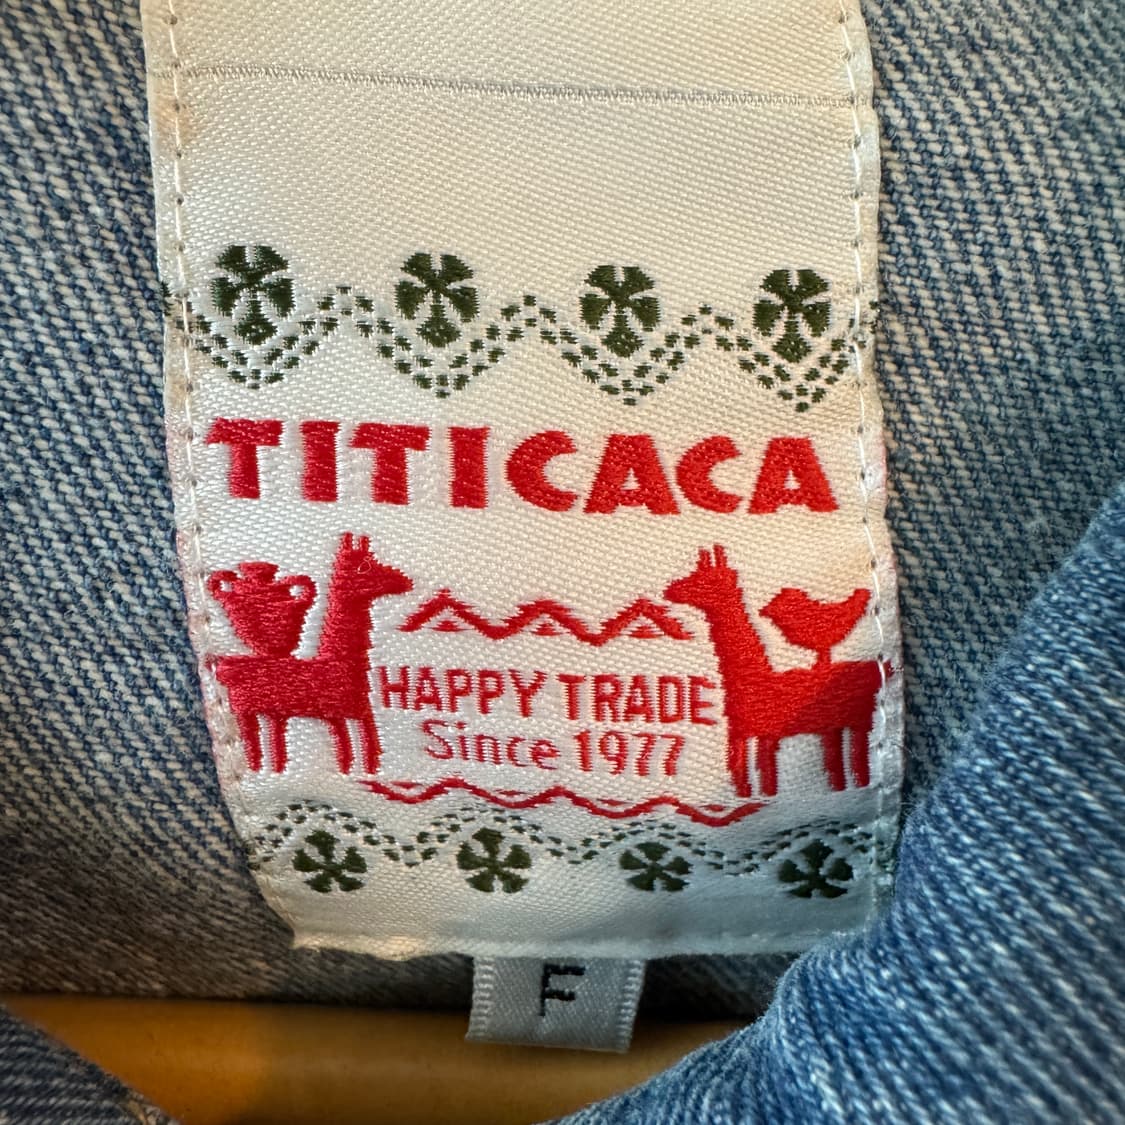 TITICACA
HAPPY TRADE
Since 1977
F